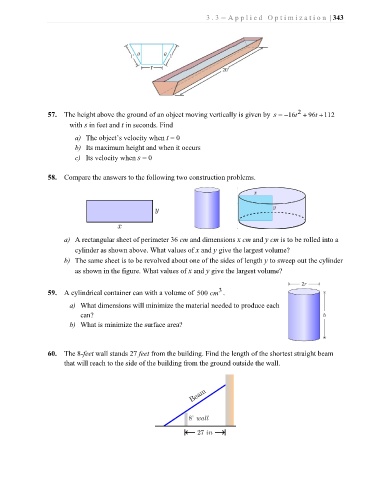 3.3 – Applied Optimization | 343
θ θ
1' 1'
1'
20'
57. The height above the ground of an object moving vertically is given by s = –16t² + 96t + 112
with s in feet and t in seconds. Find
a) The object's velocity when t = 0
b) Its maximum height and when it occurs
c) Its velocity when s = 0
58. Compare the answers to the following two construction problems.
x
y
y
x
a) A rectangular sheet of perimeter 36 cm and dimensions x cm and y cm is to be rolled into a
cylinder as shown above. What values of x and y give the largest volume?
b) The same sheet is to be revolved about one of the sides of length y to sweep out the cylinder
as shown in the figure. What values of x and y give the largest volume?
2r
59. A cylindrical container can with a volume of 500 cm³.
a) What dimensions will minimize the material needed to produce each
can?
h
b) What is minimize the surface area?
60. The 8-feet wall stands 27 feet from the building. Find the length of the shortest straight beam
that will reach to the side of the building from the ground outside the wall.
Beam
8' wall
27 in